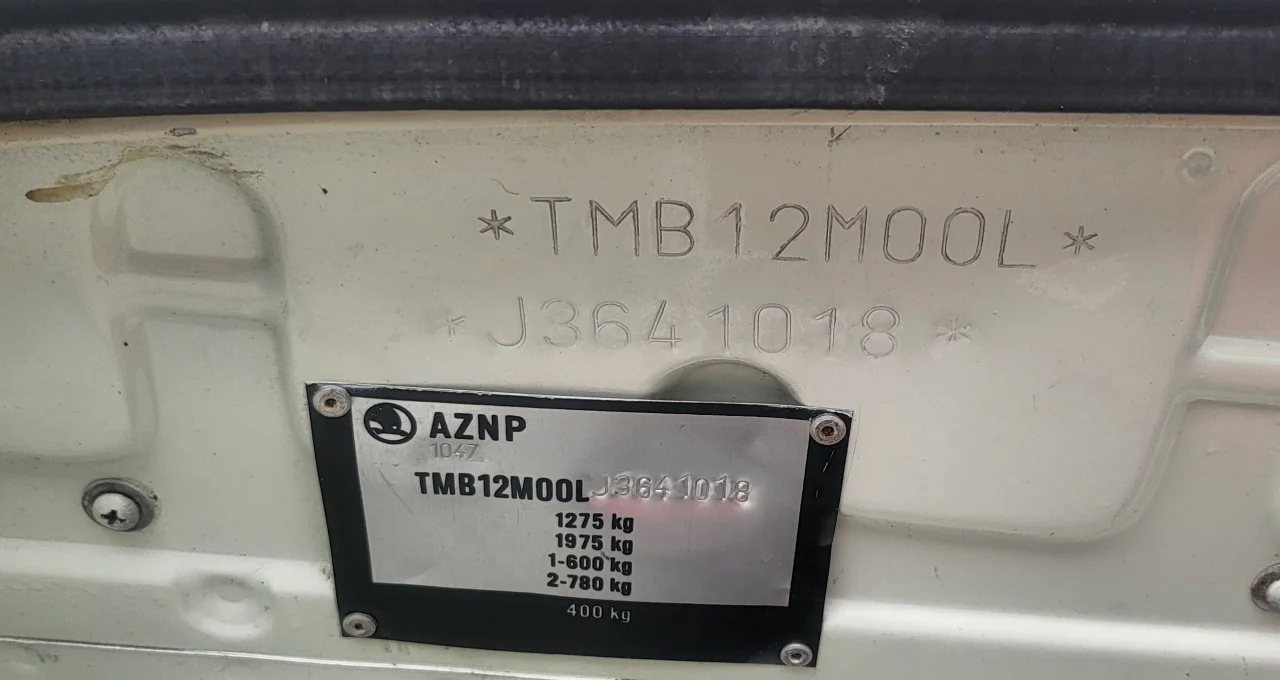 *TMB12M00L*
*J3641018*
AZNP
1047
TMB12M00LJ3641018
1275 kg
1975 kg
1-600 kg
2-780 kg
400 kg